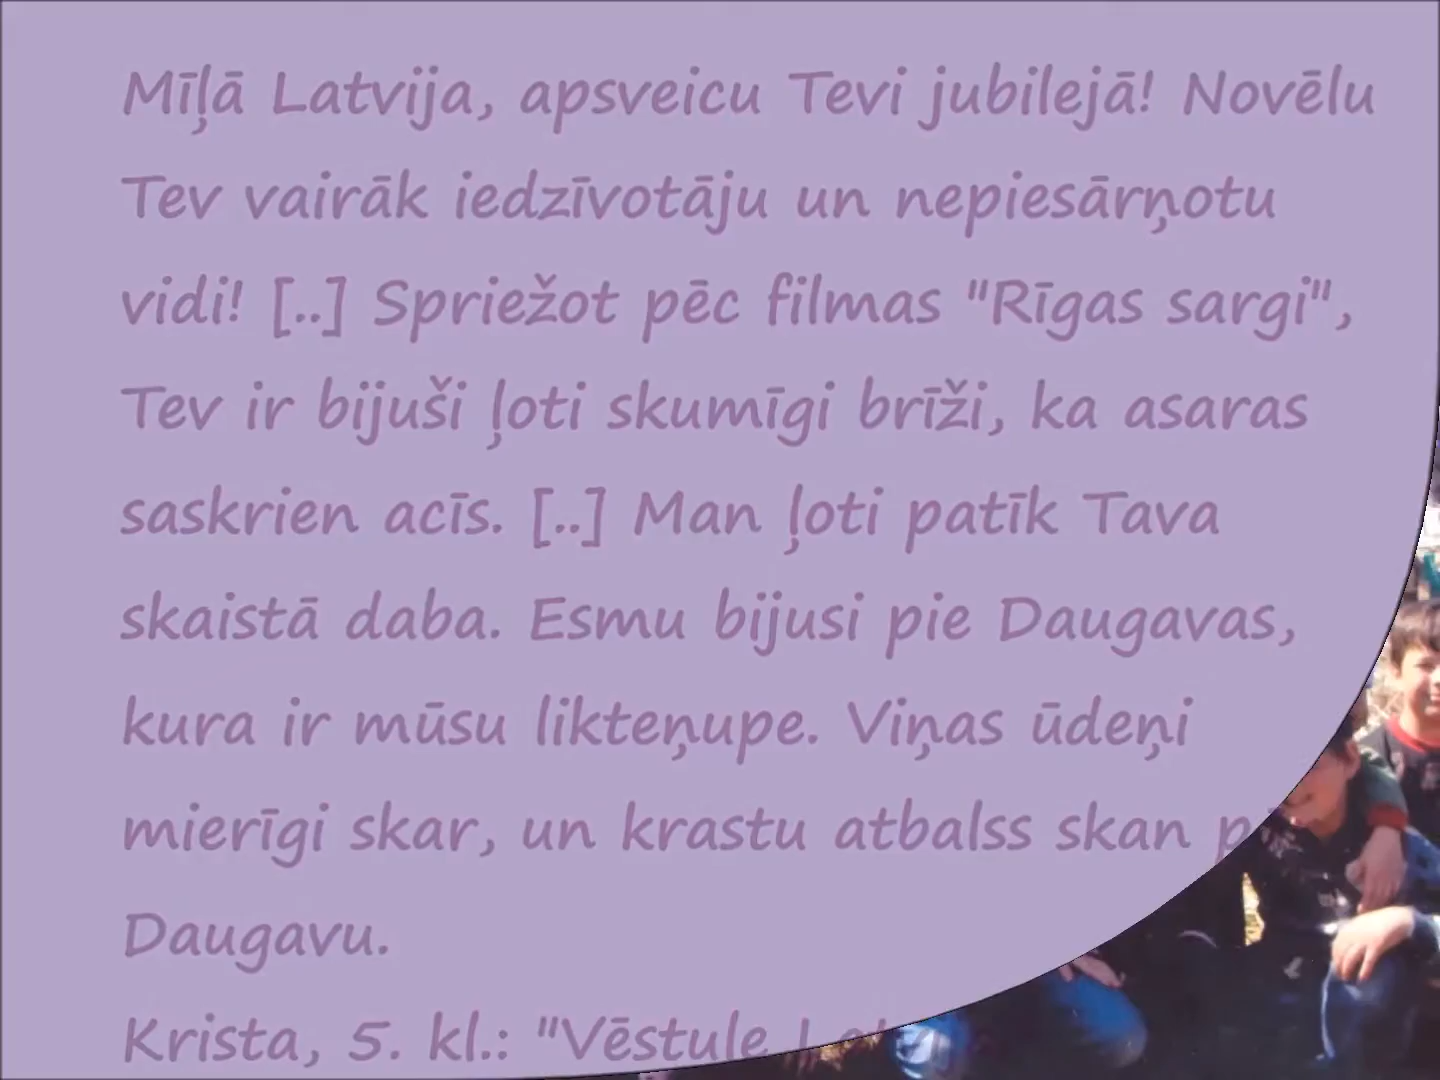 Mīļā Latvija, apsveicu Tevi jubilejā! Novēlu
Tev vairāk iedzīvotāju un nepiesārņotu
vidi! [..] Spriežot pēc filmas "Rīgas sargi",
Tev ir bijuši ļoti skumīgi brīži, ka asaras
saskrien acīs. [..] Man ļoti patīk Tava
skaistā daba. Esmu bijusi pie Daugavas,
kura ir mūsu likteņupe. Viņas ūdeņi
mierīgi skar, un krastu atbalss skan
Daugavu.
Krista, 5. kl.: "Vēstule